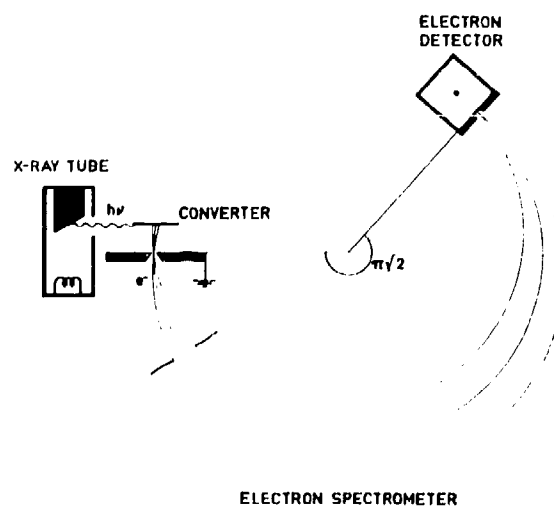 ELECTRON
DETECTOR
X-RAY TUBE
hν
CONVERTER
e⁻
π√2
ELECTRON SPECTROMETER